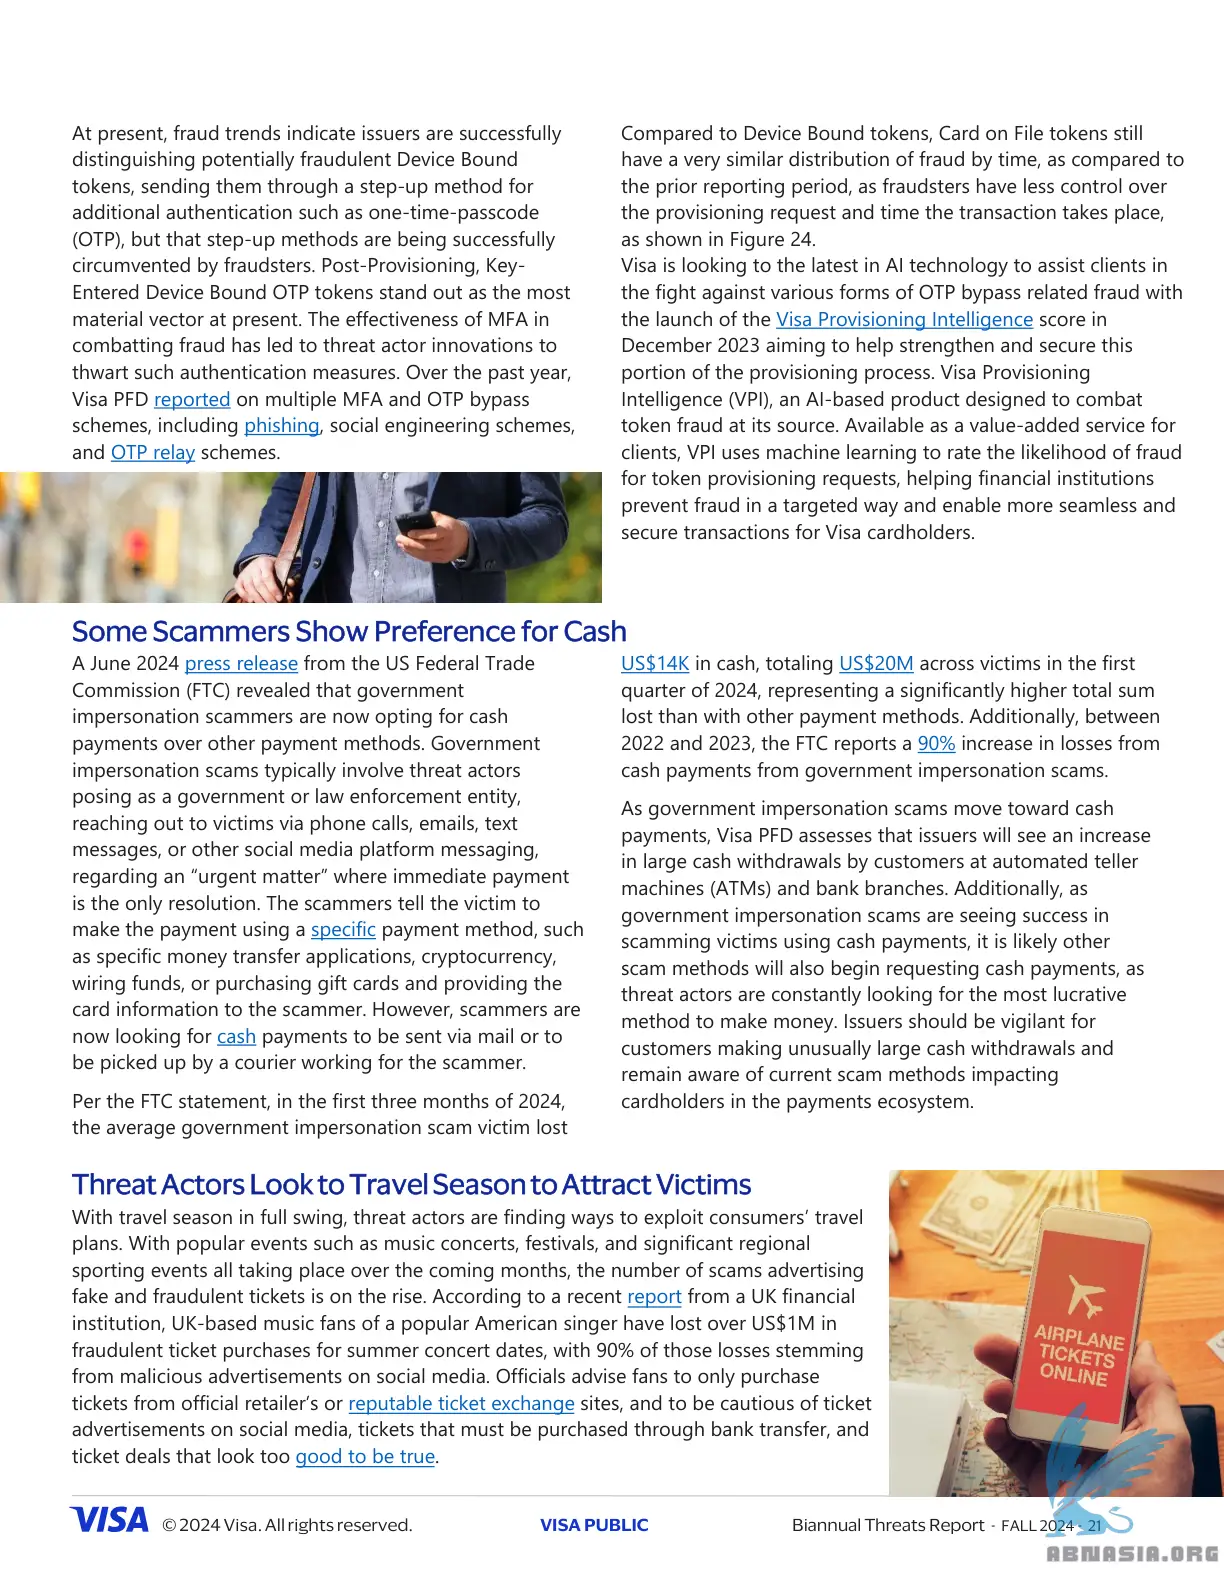 At present, fraud trends indicate issuers are successfully
distinguishing potentially fraudulent Device Bound
tokens, sending them through a step-up method for
additional authentication such as one-time-passcode
(OTP), but that step-up methods are being successfully
circumvented by fraudsters. Post-Provisioning, Key-
Entered Device Bound OTP tokens stand out as the most
material vector at present. The effectiveness of MFA in
combatting fraud has led to threat actor innovations to
thwart such authentication measures. Over the past year,
Visa PFD reported on multiple MFA and OTP bypass
schemes, including phishing, social engineering schemes,
and OTP relay schemes.
Compared to Device Bound tokens, Card on File tokens still
have a very similar distribution of fraud by time, as compared to
the prior reporting period, as fraudsters have less control over
the provisioning request and time the transaction takes place,
as shown in Figure 24.
Visa is looking to the latest in AI technology to assist clients in
the fight against various forms of OTP bypass related fraud with
the launch of the Visa Provisioning Intelligence score in
December 2023 aiming to help strengthen and secure this
portion of the provisioning process. Visa Provisioning
Intelligence (VPI), an AI-based product designed to combat
token fraud at its source. Available as a value-added service for
clients, VPI uses machine learning to rate the likelihood of fraud
for token provisioning requests, helping financial institutions
prevent fraud in a targeted way and enable more seamless and
secure transactions for Visa cardholders.
Some Scammers Show Preference for Cash
A June 2024 press release from the US Federal Trade
Commission (FTC) revealed that government
impersonation scammers are now opting for cash
payments over other payment methods. Government
impersonation scams typically involve threat actors
posing as a government or law enforcement entity,
reaching out to victims via phone calls, emails, text
messages, or other social media platform messaging,
regarding an “urgent matter” where immediate payment
is the only resolution. The scammers tell the victim to
make the payment using a specific payment method, such
as specific money transfer applications, cryptocurrency,
wiring funds, or purchasing gift cards and providing the
card information to the scammer. However, scammers are
now looking for cash payments to be sent via mail or to
be picked up by a courier working for the scammer.
Per the FTC statement, in the first three months of 2024,
the average government impersonation scam victim lost
US$14K in cash, totaling US$20M across victims in the first
quarter of 2024, representing a significantly higher total sum
lost than with other payment methods. Additionally, between
2022 and 2023, the FTC reports a 90% increase in losses from
cash payments from government impersonation scams.
As government impersonation scams move toward cash
payments, Visa PFD assesses that issuers will see an increase
in large cash withdrawals by customers at automated teller
machines (ATMs) and bank branches. Additionally, as
government impersonation scams are seeing success in
scamming victims using cash payments, it is likely other
scam methods will also begin requesting cash payments, as
threat actors are constantly looking for the most lucrative
method to make money. Issuers should be vigilant for
customers making unusually large cash withdrawals and
remain aware of current scam methods impacting
cardholders in the payments ecosystem.
Threat Actors Look to Travel Season to Attract Victims
With travel season in full swing, threat actors are finding ways to exploit consumers’ travel
plans. With popular events such as music concerts, festivals, and significant regional
sporting events all taking place over the coming months, the number of scams advertising
fake and fraudulent tickets is on the rise. According to a recent report from a UK financial
institution, UK-based music fans of a popular American singer have lost over US$1M in
fraudulent ticket purchases for summer concert dates, with 90% of those losses stemming
from malicious advertisements on social media. Officials advise fans to only purchase
tickets from official retailer’s or reputable ticket exchange sites, and to be cautious of ticket
advertisements on social media, tickets that must be purchased through bank transfer, and
ticket deals that look too good to be true.
AIRPLANE
TICKETS
ONLINE
VISA © 2024 Visa. All rights reserved. VISA PUBLIC Biannual Threats Report - FALL 2024 - 21
ABNASIA.ORG